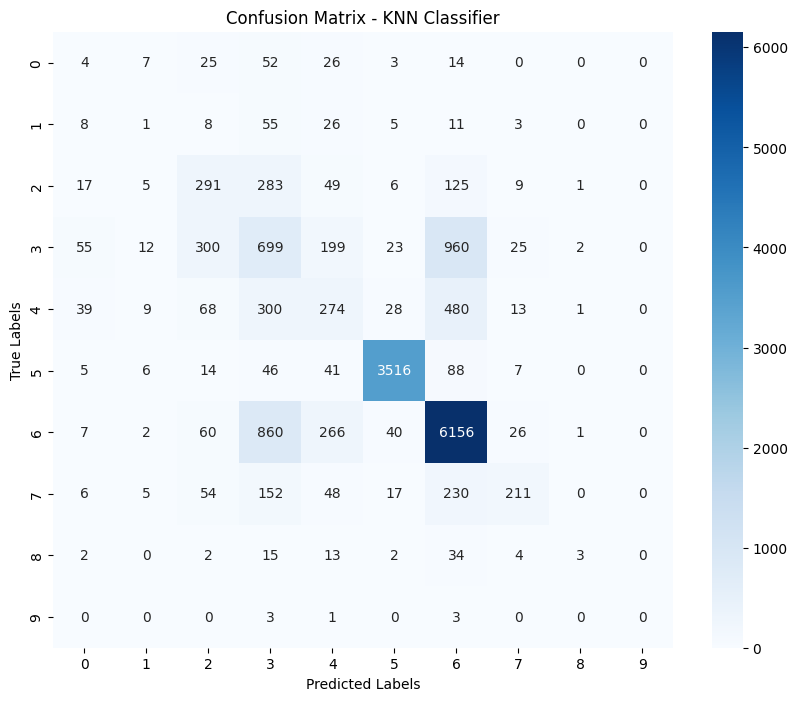 Confusion Matrix - KNN Classifier
0 4 7 25 52 26 3 14 0 0 0
1 8 1 8 55 26 5 11 3 0 0
2 17 5 291 283 49 6 125 9 1 0
3 55 12 300 699 199 23 960 25 2 0
4 39 9 68 300 274 28 480 13 1 0
5 5 6 14 46 41 3516 88 7 0 0
6 7 2 60 860 266 40 6156 26 1 0
7 6 5 54 152 48 17 230 211 0 0
8 2 0 2 15 13 2 34 4 3 0
9 0 0 0 3 1 0 3 0 0 0
0 1 2 3 4 5 6 7 8 9
Predicted Labels
True Labels
6000
5000
4000
3000
2000
1000
0